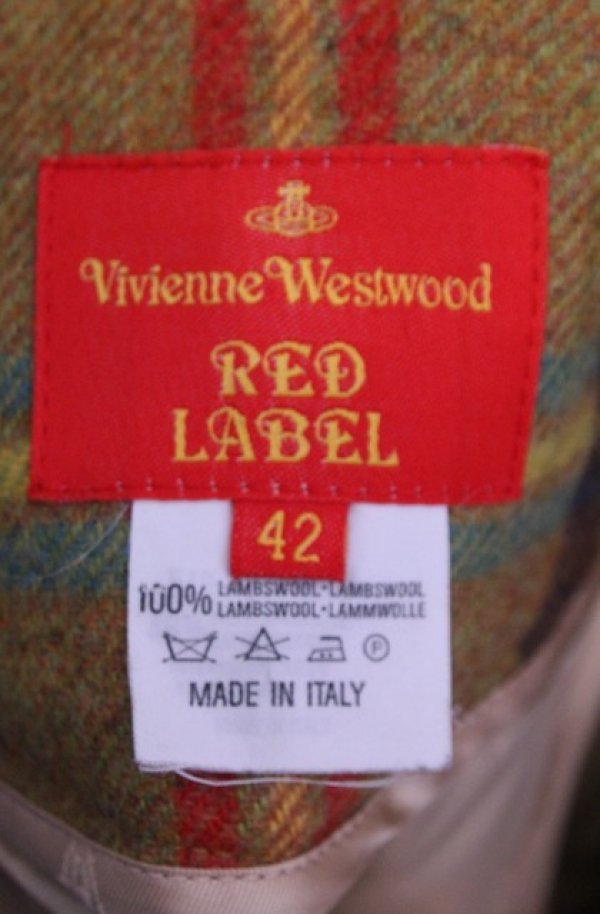 Vivienne Westwood
RED
LABEL
42
100% LAMBSWOOL·LAMBSWOOL
LAMBSWOOL·LAMMWOLLE
P
MADE IN ITALY